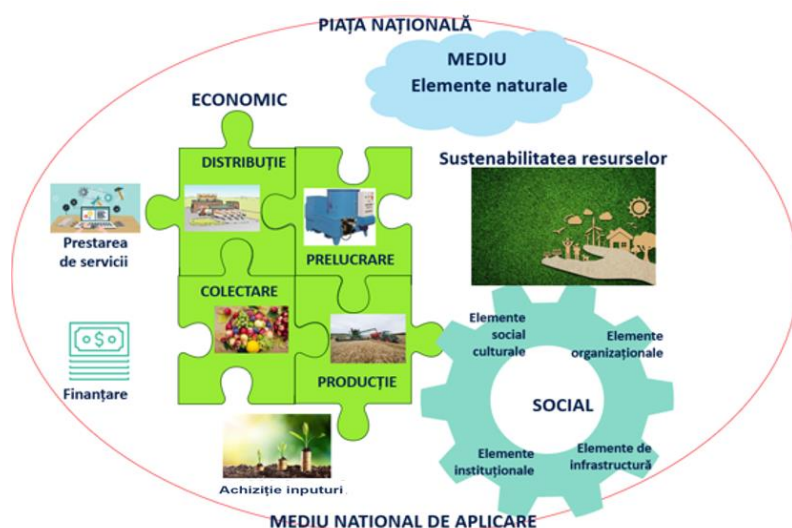 PIAȚA NAȚIONALĂ
MEDIU
Elemente naturale
ECONOMIC
DISTRIBUȚIE
Sustenabilitatea resurselor
Prestarea
de servicii
PRELUCRARE
COLECTARE
Elemente
social
culturale
Elemente
organizaționale
Finanțare
PRODUCȚIE
SOCIAL
Elemente
instituționale
Elemente de
infrastructură
Achiziție inputuri
MEDIU NATIONAL DE APLICARE